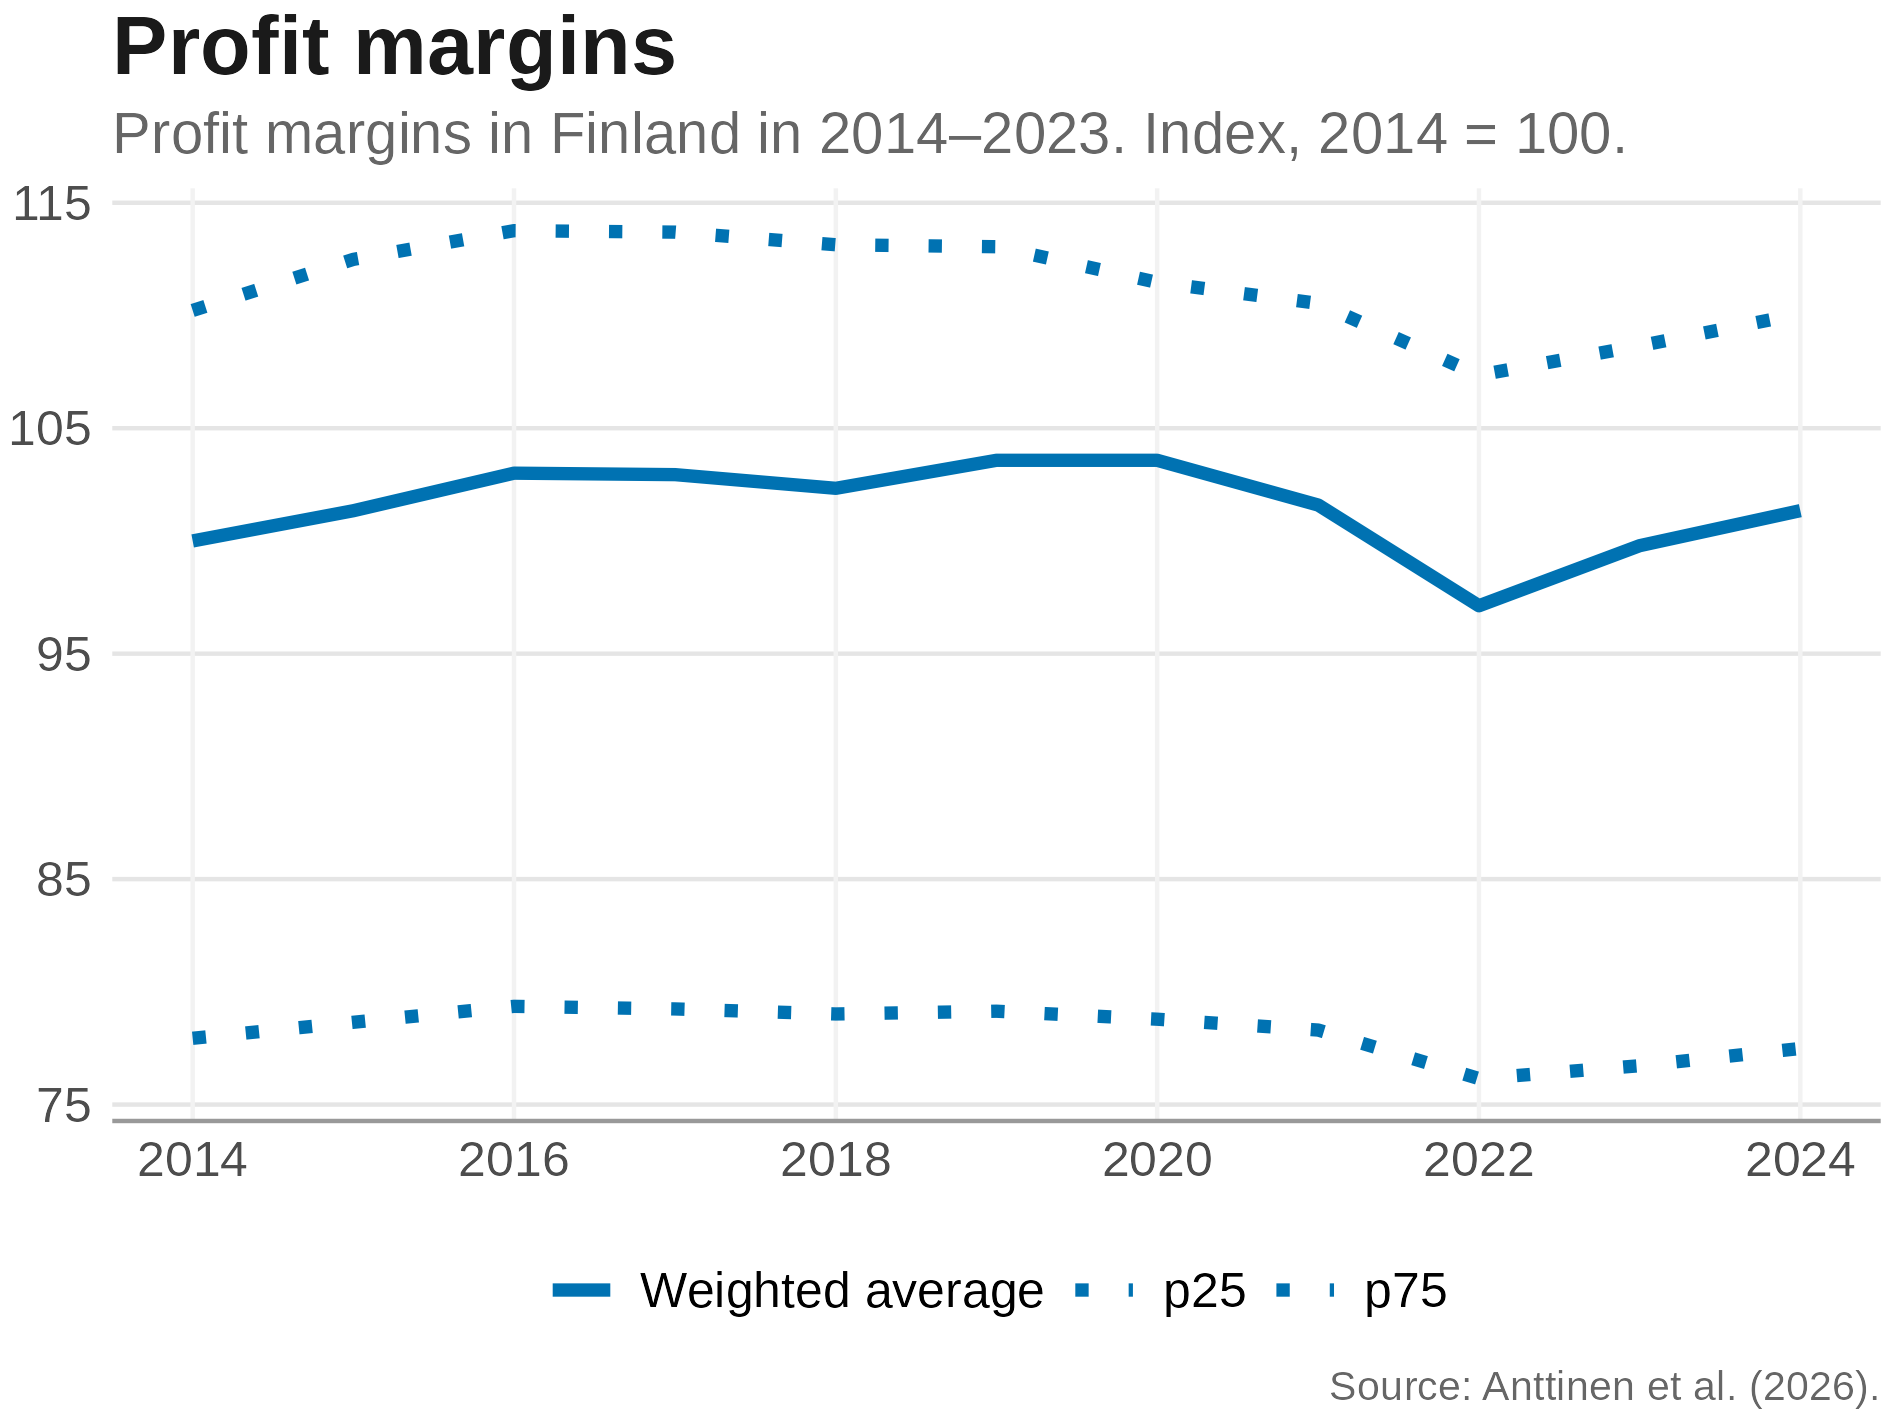 Profit margins
Profit margins in Finland in 2014–2023. Index, 2014 = 100.
115
105
95
85
75
2014 2016 2018 2020 2022 2024
Weighted average p25 p75
Source: Anttinen et al. (2026).